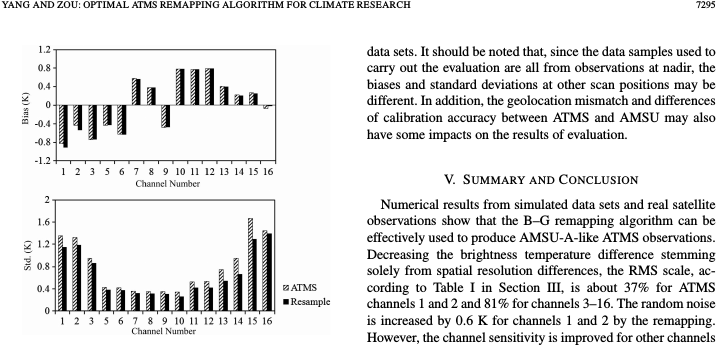 YANG AND ZOU: OPTIMAL ATMS REMAPPING ALGORITHM FOR CLIMATE RESEARCH 7295
1.2
0.8
0.4
0
-0.4
-0.8
-1.2
Bias (K)
1 2 3 5 6 7 8 9 10 11 12 13 14 15 16
Channel Number
2
1.6
1.2
0.8
0.4
0
Std. (K)
1 2 3 5 6 7 8 9 10 11 12 13 14 15 16
Channel Number
ATMS
Resample
data sets. It should be noted that, since the data samples used to
carry out the evaluation are all from observations at nadir, the
biases and standard deviations at other scan positions may be
different. In addition, the geolocation mismatch and differences
of calibration accuracy between ATMS and AMSU may also
have some impacts on the results of evaluation.
V. SUMMARY AND CONCLUSION
Numerical results from simulated data sets and real satellite
observations show that the B–G remapping algorithm can be
effectively used to produce AMSU-A-like ATMS observations.
Decreasing the brightness temperature difference stemming
solely from spatial resolution differences, the RMS scale, ac-
cording to Table I in Section III, is about 37% for ATMS
channels 1 and 2 and 81% for channels 3–16. The random noise
is increased by 0.6 K for channels 1 and 2 by the remapping.
However, the channel sensitivity is improved for other channels